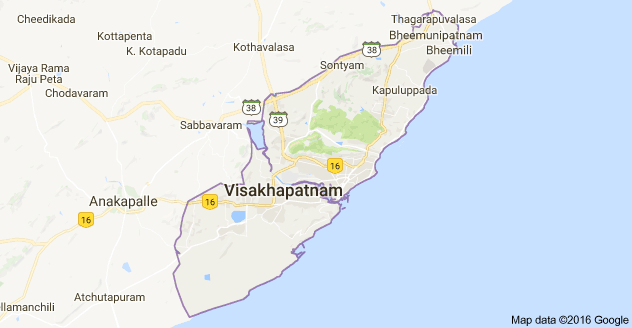 Cheedikada
Thagarapuvalasa
Kottapenta
Bheemunipatnam
K. Kotapadu
Kothavalasa
38
Bheemili
Vijaya Rama
Raju Peta
Sontyam
Chodavaram
Kapuluppada
38
39
Sabbavaram
16
Visakhapatnam
Anakapalle
16
16
Atchutapuram
ellamanchili
Map data ©2016 Google